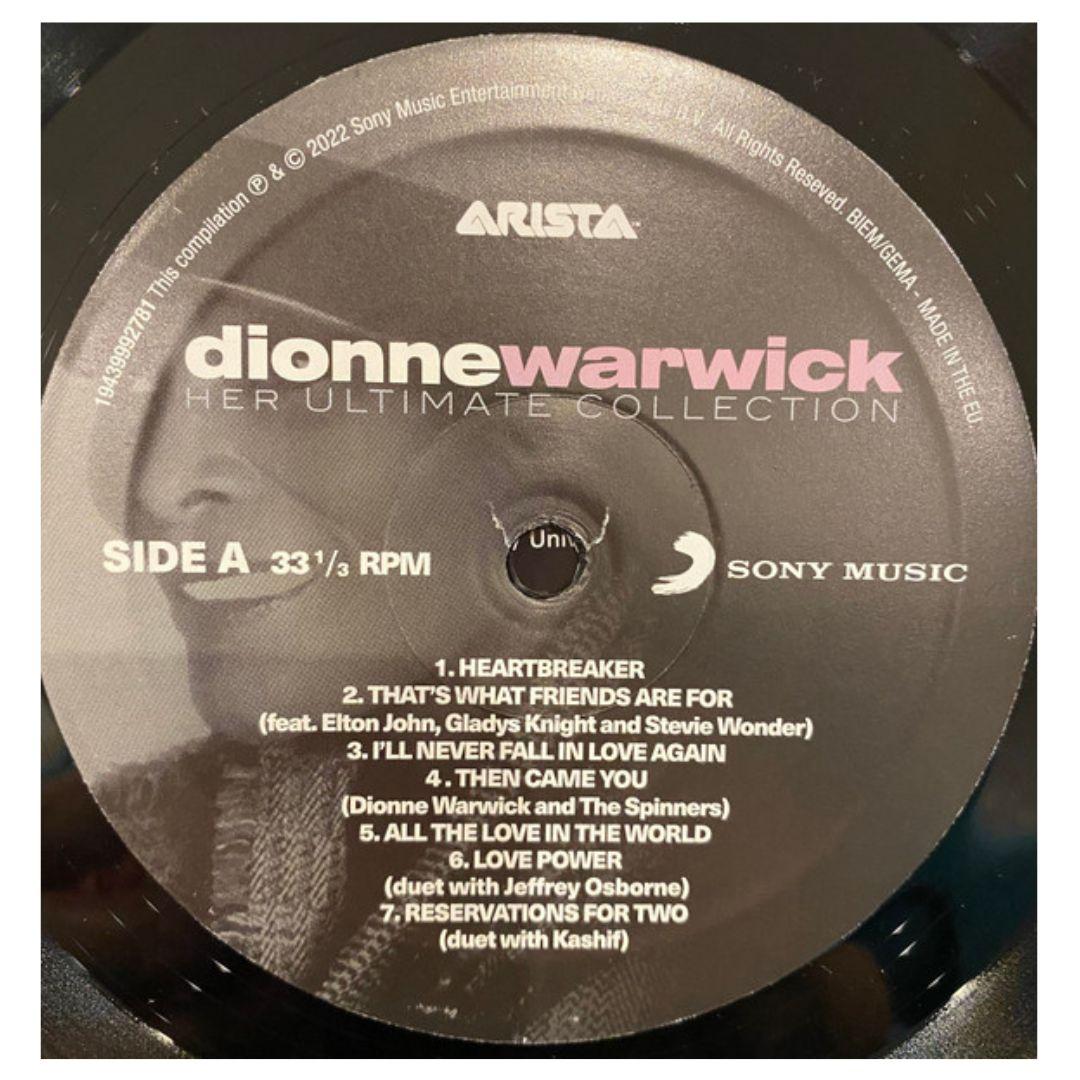 19439992781 This compilation ℗ & © 2022 Sony Music Entertainment B.V. All Rights Reseved. BIEM/GEMA - MADE IN THE EU.
ARISTA™
dionnewarwick
HER ULTIMATE COLLECTION
SIDE A 33 1/3 RPM
SONY MUSIC
1. HEARTBREAKER
2. THAT'S WHAT FRIENDS ARE FOR
(feat. Elton John, Gladys Knight and Stevie Wonder)
3. I'LL NEVER FALL IN LOVE AGAIN
4 . THEN CAME YOU
(Dionne Warwick and The Spinners)
5. ALL THE LOVE IN THE WORLD
6. LOVE POWER
(duet with Jeffrey Osborne)
7. RESERVATIONS FOR TWO
(duet with Kashif)